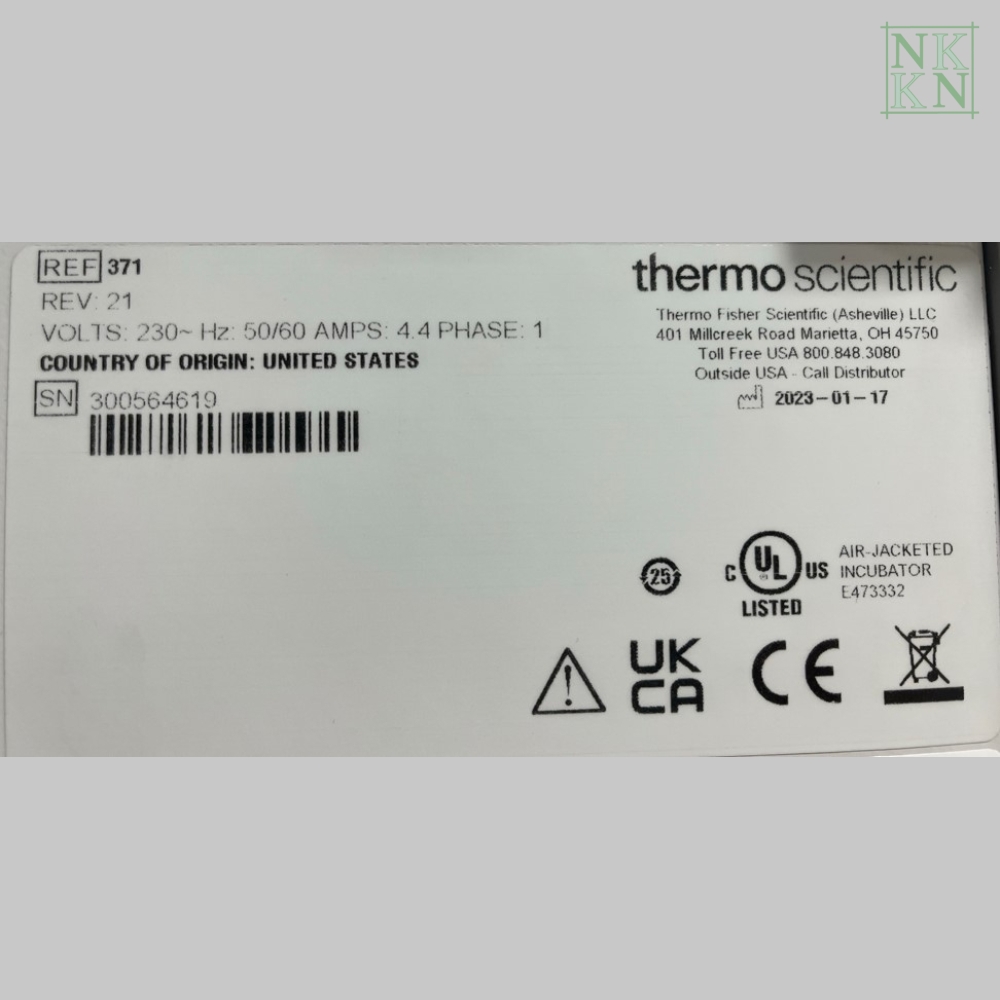 NK
KN
REF 371
REV: 21
VOLTS: 230~ Hz: 50/60 AMPS: 4.4 PHASE: 1
COUNTRY OF ORIGIN: UNITED STATES
SN 300564619
thermo scientific
Thermo Fisher Scientific (Asheville) LLC
401 Millcreek Road Marietta, OH 45750
Toll Free USA 800.848.3080
Outside USA - Call Distributor
2023-01-17
25
C UL US
®
LISTED
AIR-JACKETED
INCUBATOR
E473332
UK
CA
CE